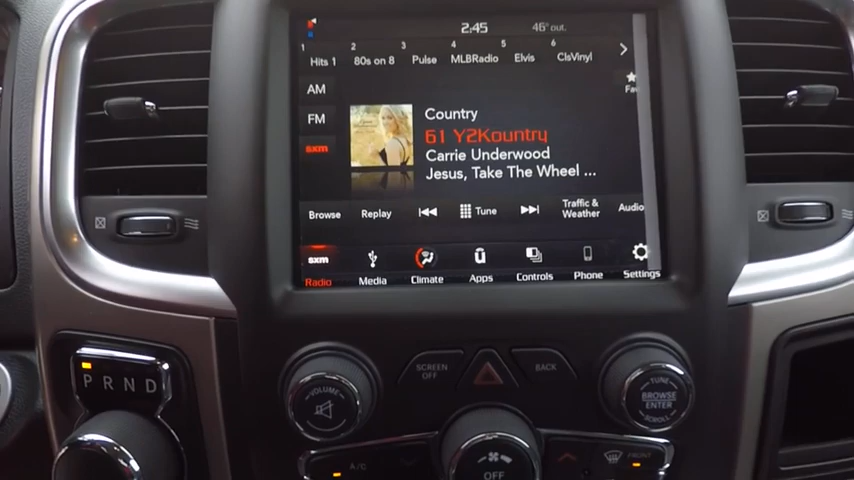 2:45 46° out.
1 2 3 4 5 6
Hits 1 80s on 8 Pulse MLBRadio Elvis ClsVinyl
AM
FM
sxm
Country
61 Y2Kountry
Carrie Underwood
Jesus, Take The Wheel ...
Browse Replay Tune Traffic & Weather Audio
sxm
Radio Media Climate Apps Controls Phone Settings
SCREEN OFF BACK
VOLUME
TUNE
BROWSE
ENTER
SCROLL
P R N D
A/C OFF FRONT